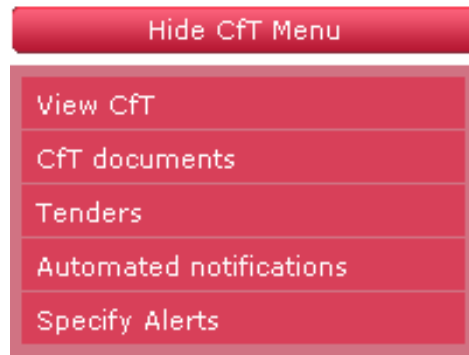 Hide CfT Menu
View CfT
CfT documents
Tenders
Automated notifications
Specify Alerts